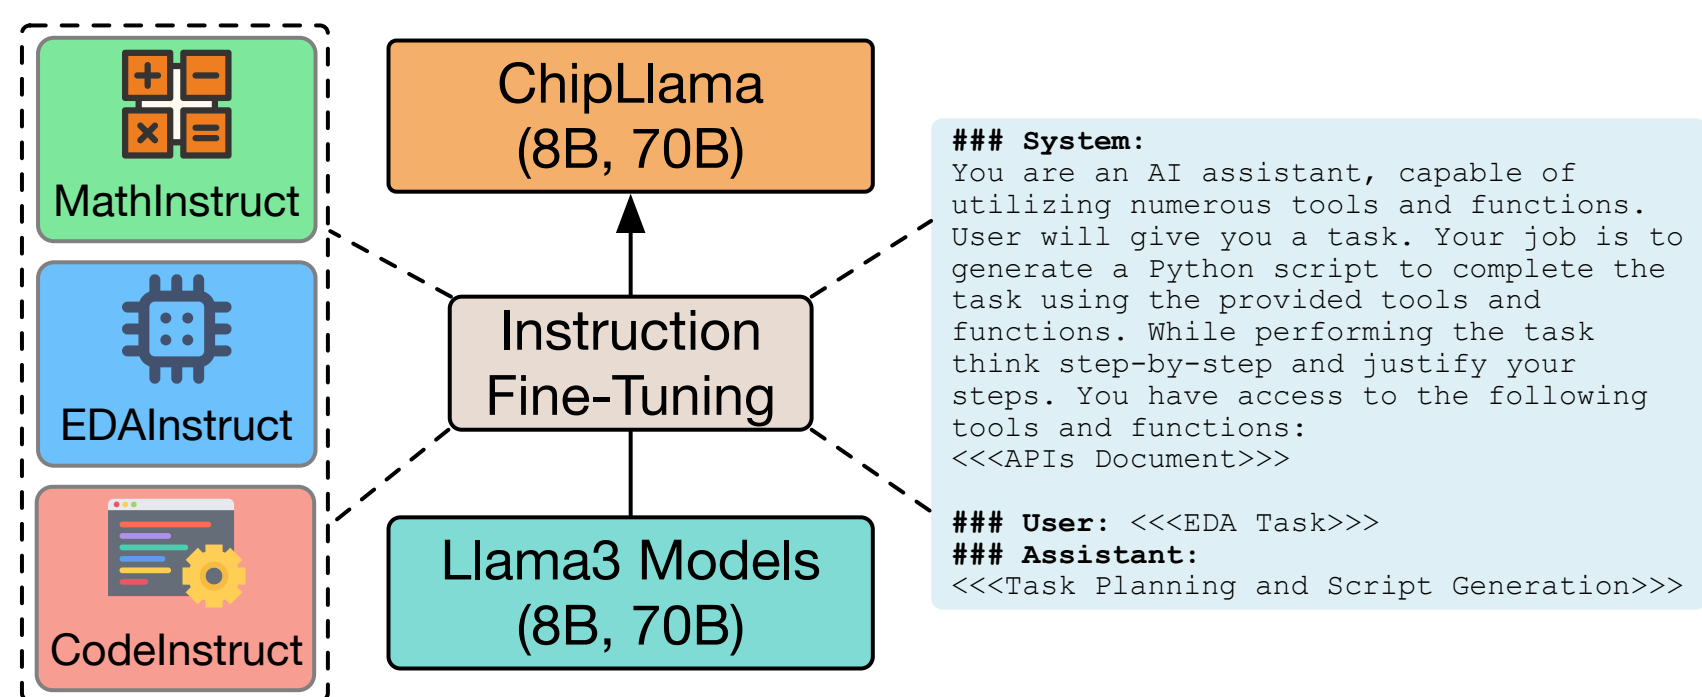 MathInstruct
EDAInstruct
CodeInstruct
ChipLlama
(8B, 70B)
Instruction
Fine-Tuning
Llama3 Models
(8B, 70B)
### System:
You are an AI assistant, capable of
utilizing numerous tools and functions.
User will give you a task. Your job is to
generate a Python script to complete the
task using the provided tools and
functions. While performing the task
think step-by-step and justify your
steps. You have access to the following
tools and functions:
<<<APIs Document>>>
### User: <<<EDA Task>>>
### Assistant:
<<<Task Planning and Script Generation>>>